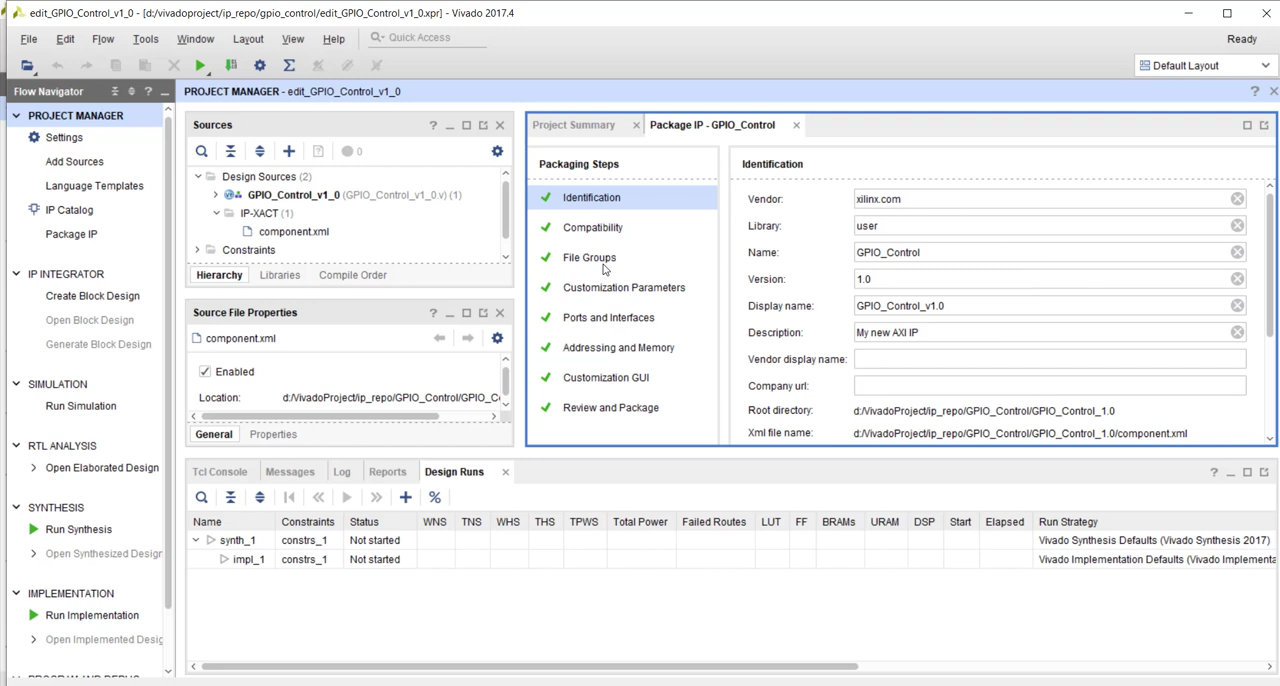 edit_GPIO_Control_v1_0 - [d:/vivadoproject/ip_repo/gpio_control/edit_GPIO_Control_v1_0.xpr] - Vivado 2017.4
File Edit Flow Tools Window Layout View Help Quick Access Ready
Default Layout
Flow Navigator
PROJECT MANAGER - edit_GPIO_Control_v1_0
PROJECT MANAGER
Settings
Add Sources
Language Templates
IP Catalog
Package IP
IP INTEGRATOR
Create Block Design
Open Block Design
Generate Block Design
SIMULATION
Run Simulation
RTL ANALYSIS
Open Elaborated Design
SYNTHESIS
Run Synthesis
Open Synthesized Design
IMPLEMENTATION
Run Implementation
Open Implemented Desig
Sources
0
Design Sources (2)
GPIO_Control_v1_0 (GPIO_Control_v1_0.v) (1)
IP-XACT (1)
component.xml
Constraints
Hierarchy Libraries Compile Order
Source File Properties
component.xml
Enabled
Location: d:/VivadoProject/ip_repo/GPIO_Control/GPIO_C
General Properties
Project Summary Package IP - GPIO_Control
Packaging Steps
Identification
Compatibility
File Groups
Customization Parameters
Ports and Interfaces
Addressing and Memory
Customization GUI
Review and Package
Identification
Vendor: xilinx.com
Library: user
Name: GPIO_Control
Version: 1.0
Display name: GPIO_Control_v1.0
Description: My new AXI IP
Vendor display name:
Company url:
Root directory: d:/VivadoProject/ip_repo/GPIO_Control/GPIO_Control_1.0
Xml file name: d:/VivadoProject/ip_repo/GPIO_Control/GPIO_Control_1.0/component.xml
Tcl Console Messages Log Reports Design Runs
Name Constraints Status WNS TNS WHS THS TPWS Total Power Failed Routes LUT FF BRAMs URAM DSP Start Elapsed Run Strategy
synth_1 constrs_1 Not started Vivado Synthesis Defaults (Vivado Synthesis 2017)
impl_1 constrs_1 Not started Vivado Implementation Defaults (Vivado Implementa